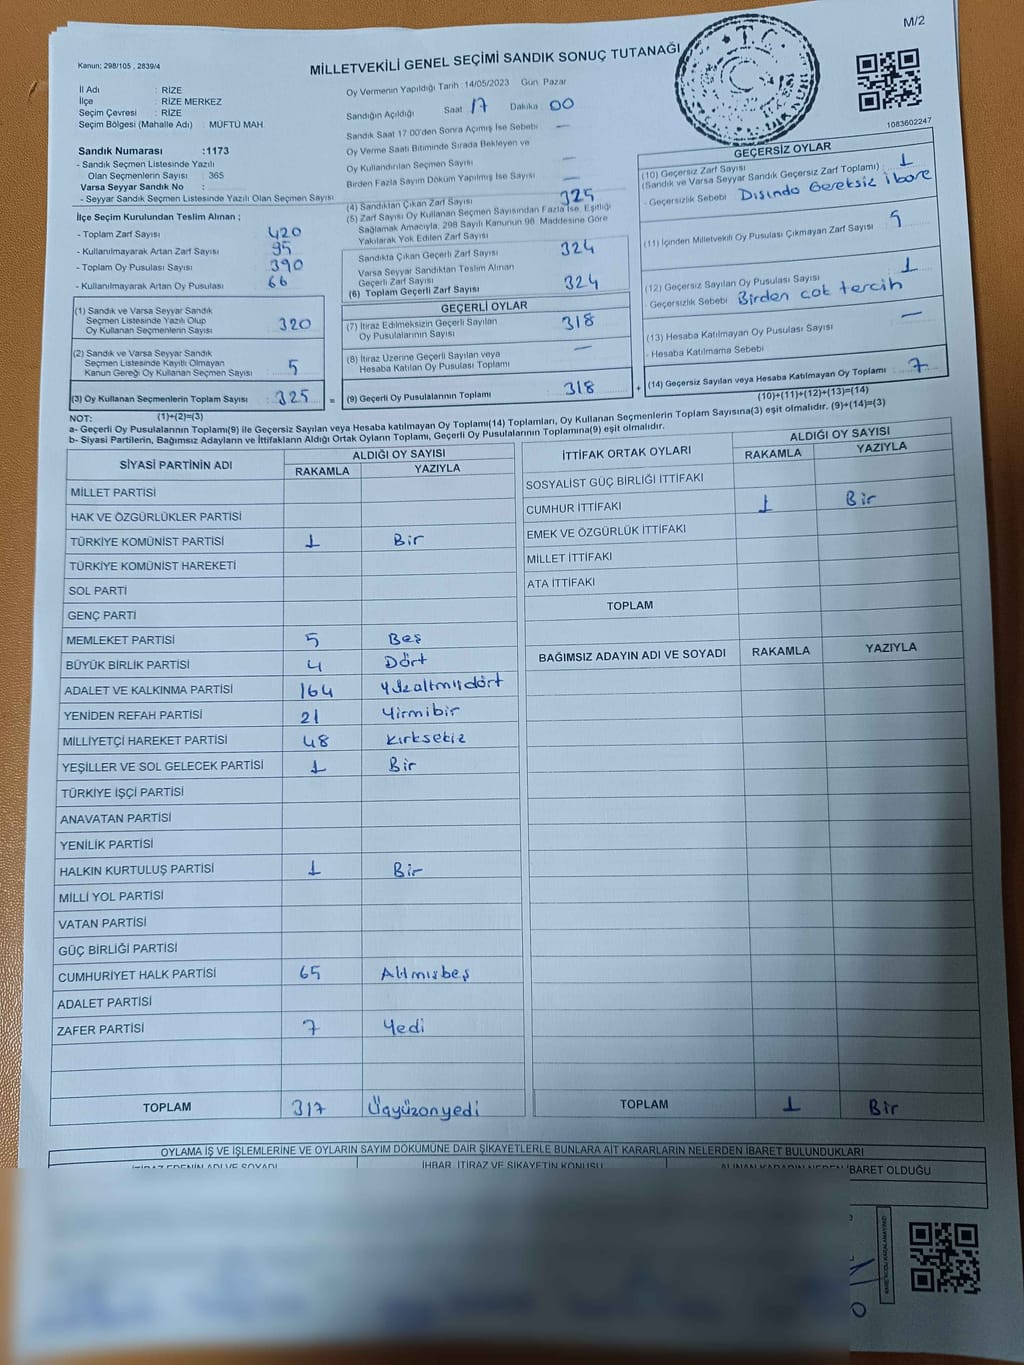 M/2
Kanun; 298/105 , 2839/4
MİLLETVEKİLİ GENEL SEÇİMİ SANDIK SONUÇ TUTANAĞI
T.C.
1083602247
İl Adı : RİZE
İlçe : RİZE MERKEZ
Seçim Çevresi : RİZE
Seçim Bölgesi (Mahalle Adı) : MÜFTÜ MAH
Sandık Numarası :1173
- Sandık Seçmen Listesinde Yazılı
Olan Seçmenlerin Sayısı : 365
Varsa Seyyar Sandık No :
- Seyyar Sandık Seçmen Listesinde Yazılı Olan Seçmen Sayısı
İlçe Seçim Kurulundan Teslim Alınan ;
- Toplam Zarf Sayısı 420
- Kullanılmayarak Artan Zarf Sayısı 95
- Toplam Oy Pusulası Sayısı 390
- Kullanılmayarak Artan Oy Pusulası 66
(1) Sandık ve Varsa Seyyar Sandık
Seçmen Listesinde Yazılı Olup
Oy Kullanan Seçmenlerin Sayısı : 320
(2) Sandık ve Varsa Seyyar Sandık
Seçmen Listesinde Kayıtlı Olmayan
Kanun Gereği Oy Kullanan Seçmen Sayısı : 5
(3) Oy Kullanan Seçmenlerin Toplam Sayısı : 325 =
(1)+(2)=(3)
Oy Vermenin Yapıldığı Tarih :14/05/2023 Gün Pazar
Sandığın Açıldığı Saat 17 Dakika 00
Sandık Saat 17.00'den Sonra Açılmış İse Sebebi —
Oy Verme Saati Bitiminde Sırada Bekleyen ve
Oy Kullandırılan Seçmen Sayısı —
Birden Fazla Sayım Döküm Yapılmış İse Sayısı —
(4) Sandıktan Çıkan Zarf Sayısı 325
(5) Zarf Sayısı Oy Kullanan Seçmen Sayısından Fazla İse, Eşitliği
Sağlamak Amacıyla, 298 Sayılı Kanunun 98. Maddesine Göre
Yakılarak Yok Edilen Zarf Sayısı
Sandıkta Çıkan Geçerli Zarf Sayısı 324
Varsa Seyyar Sandıktan Teslim Alınan
Geçerli Zarf Sayısı
(6) Toplam Geçerli Zarf Sayısı 324
GEÇERLİ OYLAR
(7) İtiraz Edilmeksizin Geçerli Sayılan
Oy Pusulalarının Sayısı : 318
(8) İtiraz Üzerine Geçerli Sayılan veya
Hesaba Katılan Oy Pusulası Toplamı : —
(9) Geçerli Oy Pusulalarının Toplamı : 318 +
GEÇERSİZ OYLAR
(10) Geçersiz Zarf Sayısı
(Sandık ve Varsa Seyyar Sandık Geçersiz Zarf Toplamı) : 1
- Geçersizlik Sebebi Dışında Gereksiz ibare
(11) İçinden Milletvekili Oy Pusulası Çıkmayan Zarf Sayısı 5
(12) Geçersiz Sayılan Oy Pusulası Sayısı 1
Geçersizlik Sebebi Birden çok tercih
(13) Hesaba Katılmayan Oy Pusulası Sayısı —
- Hesaba Katılmama Sebebi
(14) Geçersiz Sayılan veya Hesaba Katılmayan Oy Toplamı : 7
(10)+(11)+(12)+(13)=(14)
NOT:
a- Geçerli Oy Pusulalarının Toplamı(9) ile Geçersiz Sayılan veya Hesaba katılmayan Oy Toplamı(14) Toplamları, Oy Kullanan Seçmenlerin Toplam Sayısına(3) eşit olmalıdır. (9)+(14)=(3)
b- Siyasi Partilerin, Bağımsız Adayların ve İttifakların Aldığı Ortak Oyların Toplamı, Geçerli Oy Pusulalarının Toplamına(9) eşit olmalıdır.
SİYASİ PARTİNİN ADI ALDIĞI OY SAYISI
RAKAMLA YAZIYLA
MİLLET PARTİSİ
HAK VE ÖZGÜRLÜKLER PARTİSİ
TÜRKİYE KOMÜNİST PARTİSİ 1 Bir
TÜRKİYE KOMÜNİST HAREKETİ
SOL PARTİ
GENÇ PARTİ
MEMLEKET PARTİSİ 5 Beş
BÜYÜK BİRLİK PARTİSİ 4 Dört
ADALET VE KALKINMA PARTİSİ 164 yüzaltmışdört
YENİDEN REFAH PARTİSİ 21 Yirmibir
MİLLİYETÇİ HAREKET PARTİSİ 48 Kırksekiz
YEŞİLLER VE SOL GELECEK PARTİSİ 1 Bir
TÜRKİYE İŞÇİ PARTİSİ
ANAVATAN PARTİSİ
YENİLİK PARTİSİ
HALKIN KURTULUŞ PARTİSİ 1 Bir
MİLLİ YOL PARTİSİ
VATAN PARTİSİ
GÜÇ BİRLİĞİ PARTİSİ
CUMHURİYET HALK PARTİSİ 65 Altmışbeş
ADALET PARTİSİ
ZAFER PARTİSİ 7 Yedi
TOPLAM 317 Üçyüzonyedi
İTTİFAK ORTAK OYLARI ALDIĞI OY SAYISI
RAKAMLA YAZIYLA
SOSYALİST GÜÇ BİRLİĞİ İTTİFAKI
CUMHUR İTTİFAKI 1 Bir
EMEK VE ÖZGÜRLÜK İTTİFAKI
MİLLET İTTİFAKI
ATA İTTİFAKI
TOPLAM
BAĞIMSIZ ADAYIN ADI VE SOYADI RAKAMLA YAZIYLA
TOPLAM 1 Bir
OYLAMA İŞ VE İŞLEMLERİNE VE OYLARIN SAYIM DÖKÜMÜNE DAİR ŞİKAYETLERLE BUNLARA AİT KARARLARIN NELERDEN İBARET BULUNDUKLARI
İTİRAZ EDENİN ADI VE SOYADI İHBAR, İTİRAZ VE ŞİKAYETİN KONUSU ALINAN KARARIN NEDEN İBARET OLDUĞU